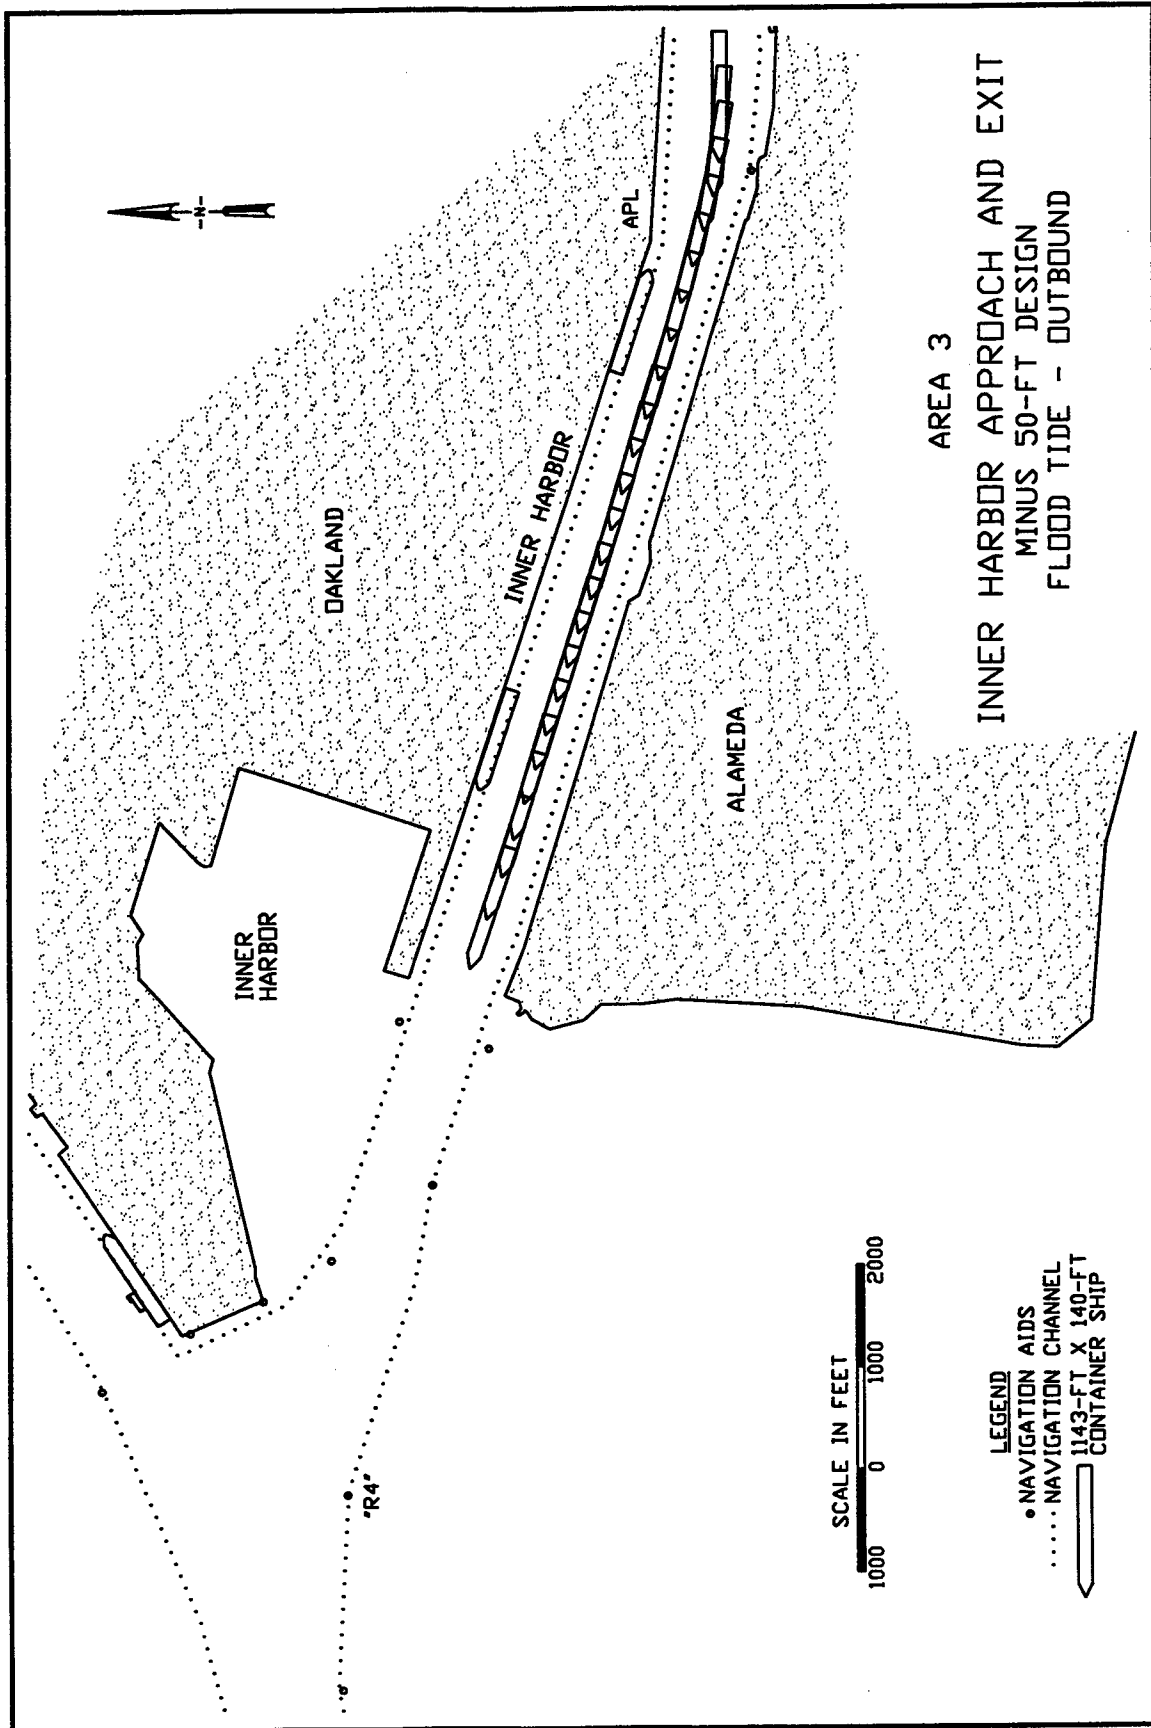 -N-
OAKLAND
APL
INNER HARBOR
INNER
HARBOR
ALAMEDA
"R4"
AREA 3
INNER HARBOR APPROACH AND EXIT
MINUS 50-FT DESIGN
FLOOD TIDE - OUTBOUND
SCALE IN FEET
1000 0 1000 2000
LEGEND
NAVIGATION AIDS
NAVIGATION CHANNEL
1143-FT X 140-FT
CONTAINER SHIP